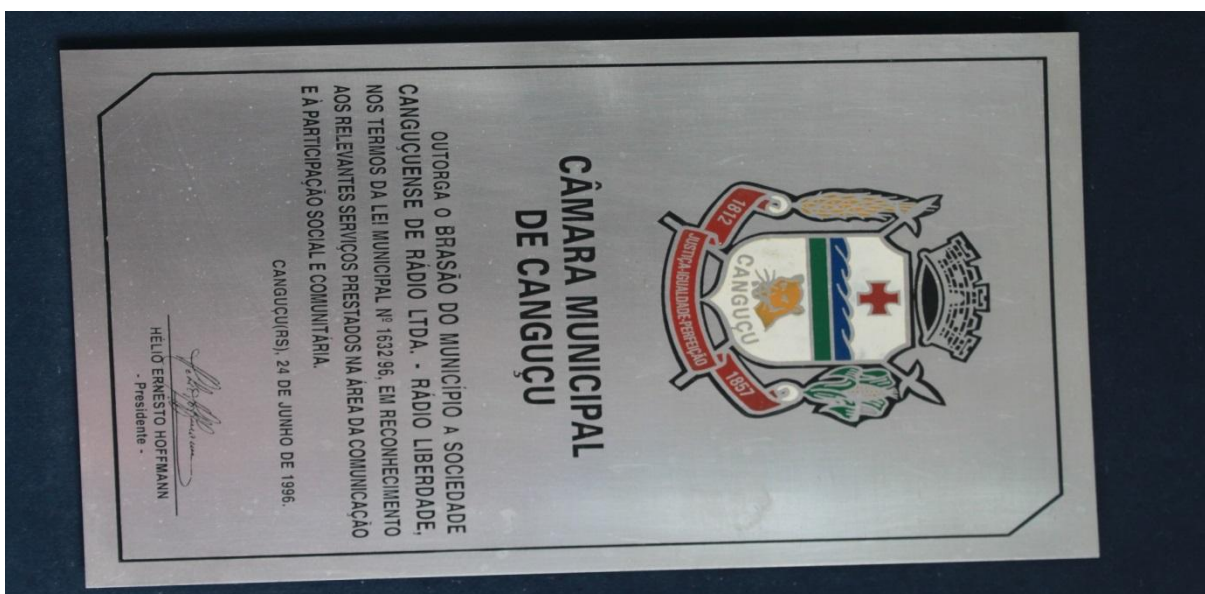 CANGUÇU
1812 JUSTIÇA-IGUALDADE-PERFEIÇÃO 1857
CÂMARA MUNICIPAL
DE CANGUÇU
OUTORGA O BRASÃO DO MUNICÍPIO A SOCIEDADE
CANGUÇUENSE DE RÁDIO LTDA. - RÁDIO LIBERDADE,
NOS TERMOS DA LEI MUNICIPAL Nº 1632 96, EM RECONHECIMENTO
AOS RELEVANTES SERVIÇOS PRESTADOS NA ÁREA DA COMUNICAÇÃO
E À PARTICIPAÇÃO SOCIAL E COMUNITÁRIA.
CANGUÇU(RS), 24 DE JUNHO DE 1996.
HÉLIO ERNESTO HOFFMANN
- Presidente -